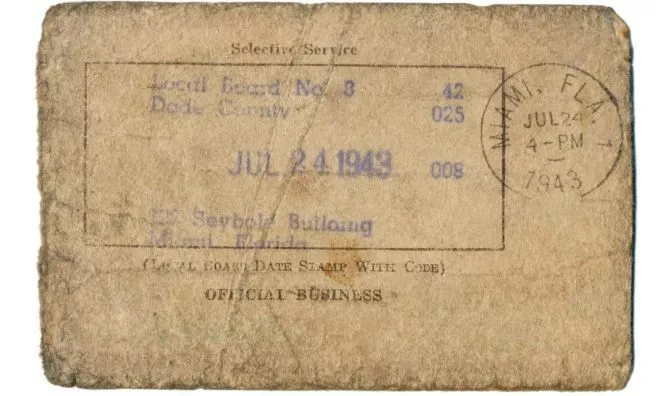 Selective Service
Local Board No. 3 42
Dade County 025
JUL 24 1943 008
Seybold Building
Miami, Florida
(Local Board Date Stamp With Code)
OFFICIAL BUSINESS
MIAMI, FLA. 1
JUL 24
4 - PM
1943